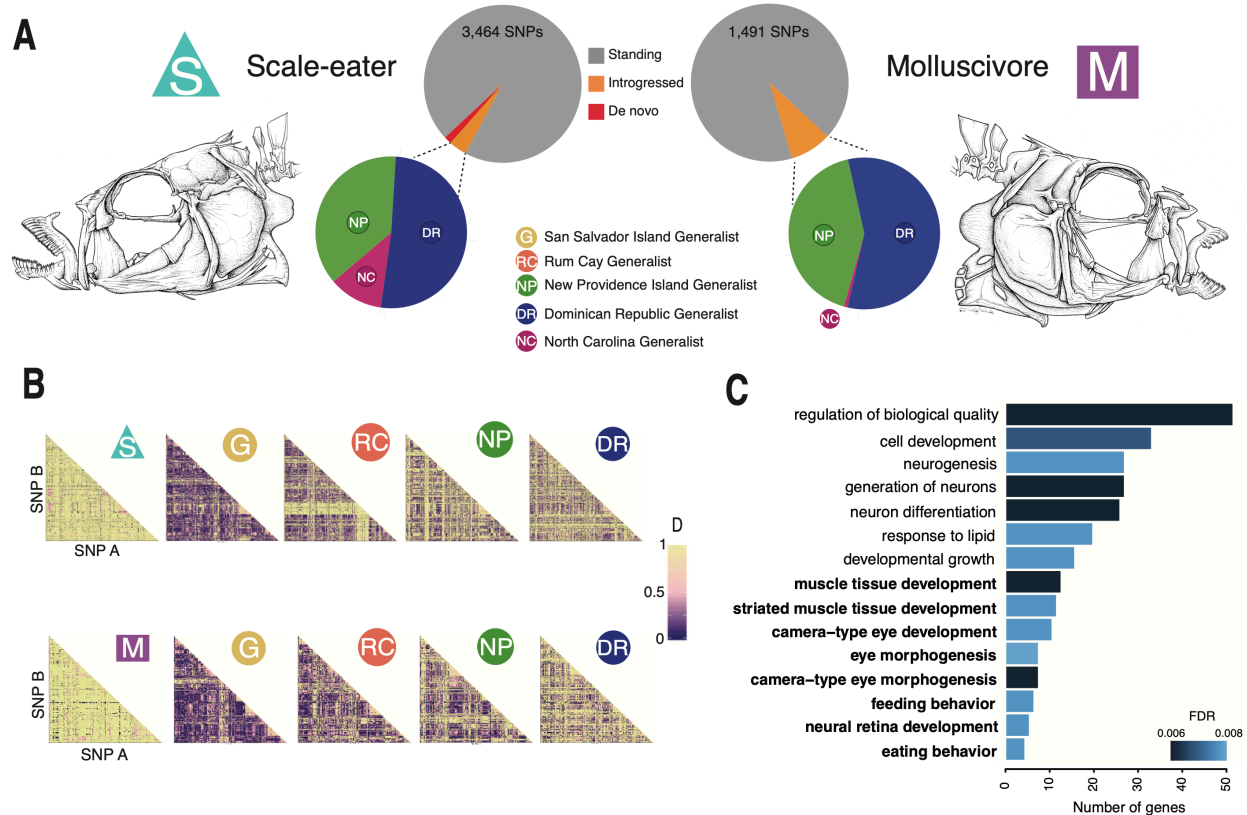 A
S
Scale-eater
3,464 SNPs
Standing
Introgressed
De novo
1,491 SNPs
Molluscivore
M
NP
DR
NC
G San Salvador Island Generalist
RC Rum Cay Generalist
NP New Providence Island Generalist
DR Dominican Republic Generalist
NC North Carolina Generalist
NP
DR
NC
B
S
G
RC
NP
DR
SNP B
SNP A
D
1
0.5
0
M
G
RC
NP
DR
SNP B
SNP A
C
regulation of biological quality
cell development
neurogenesis
generation of neurons
neuron differentiation
response to lipid
developmental growth
muscle tissue development
striated muscle tissue development
camera−type eye development
eye morphogenesis
camera−type eye morphogenesis
feeding behavior
neural retina development
eating behavior
FDR
0.006 0.008
0 10 20 30 40 50
Number of genes